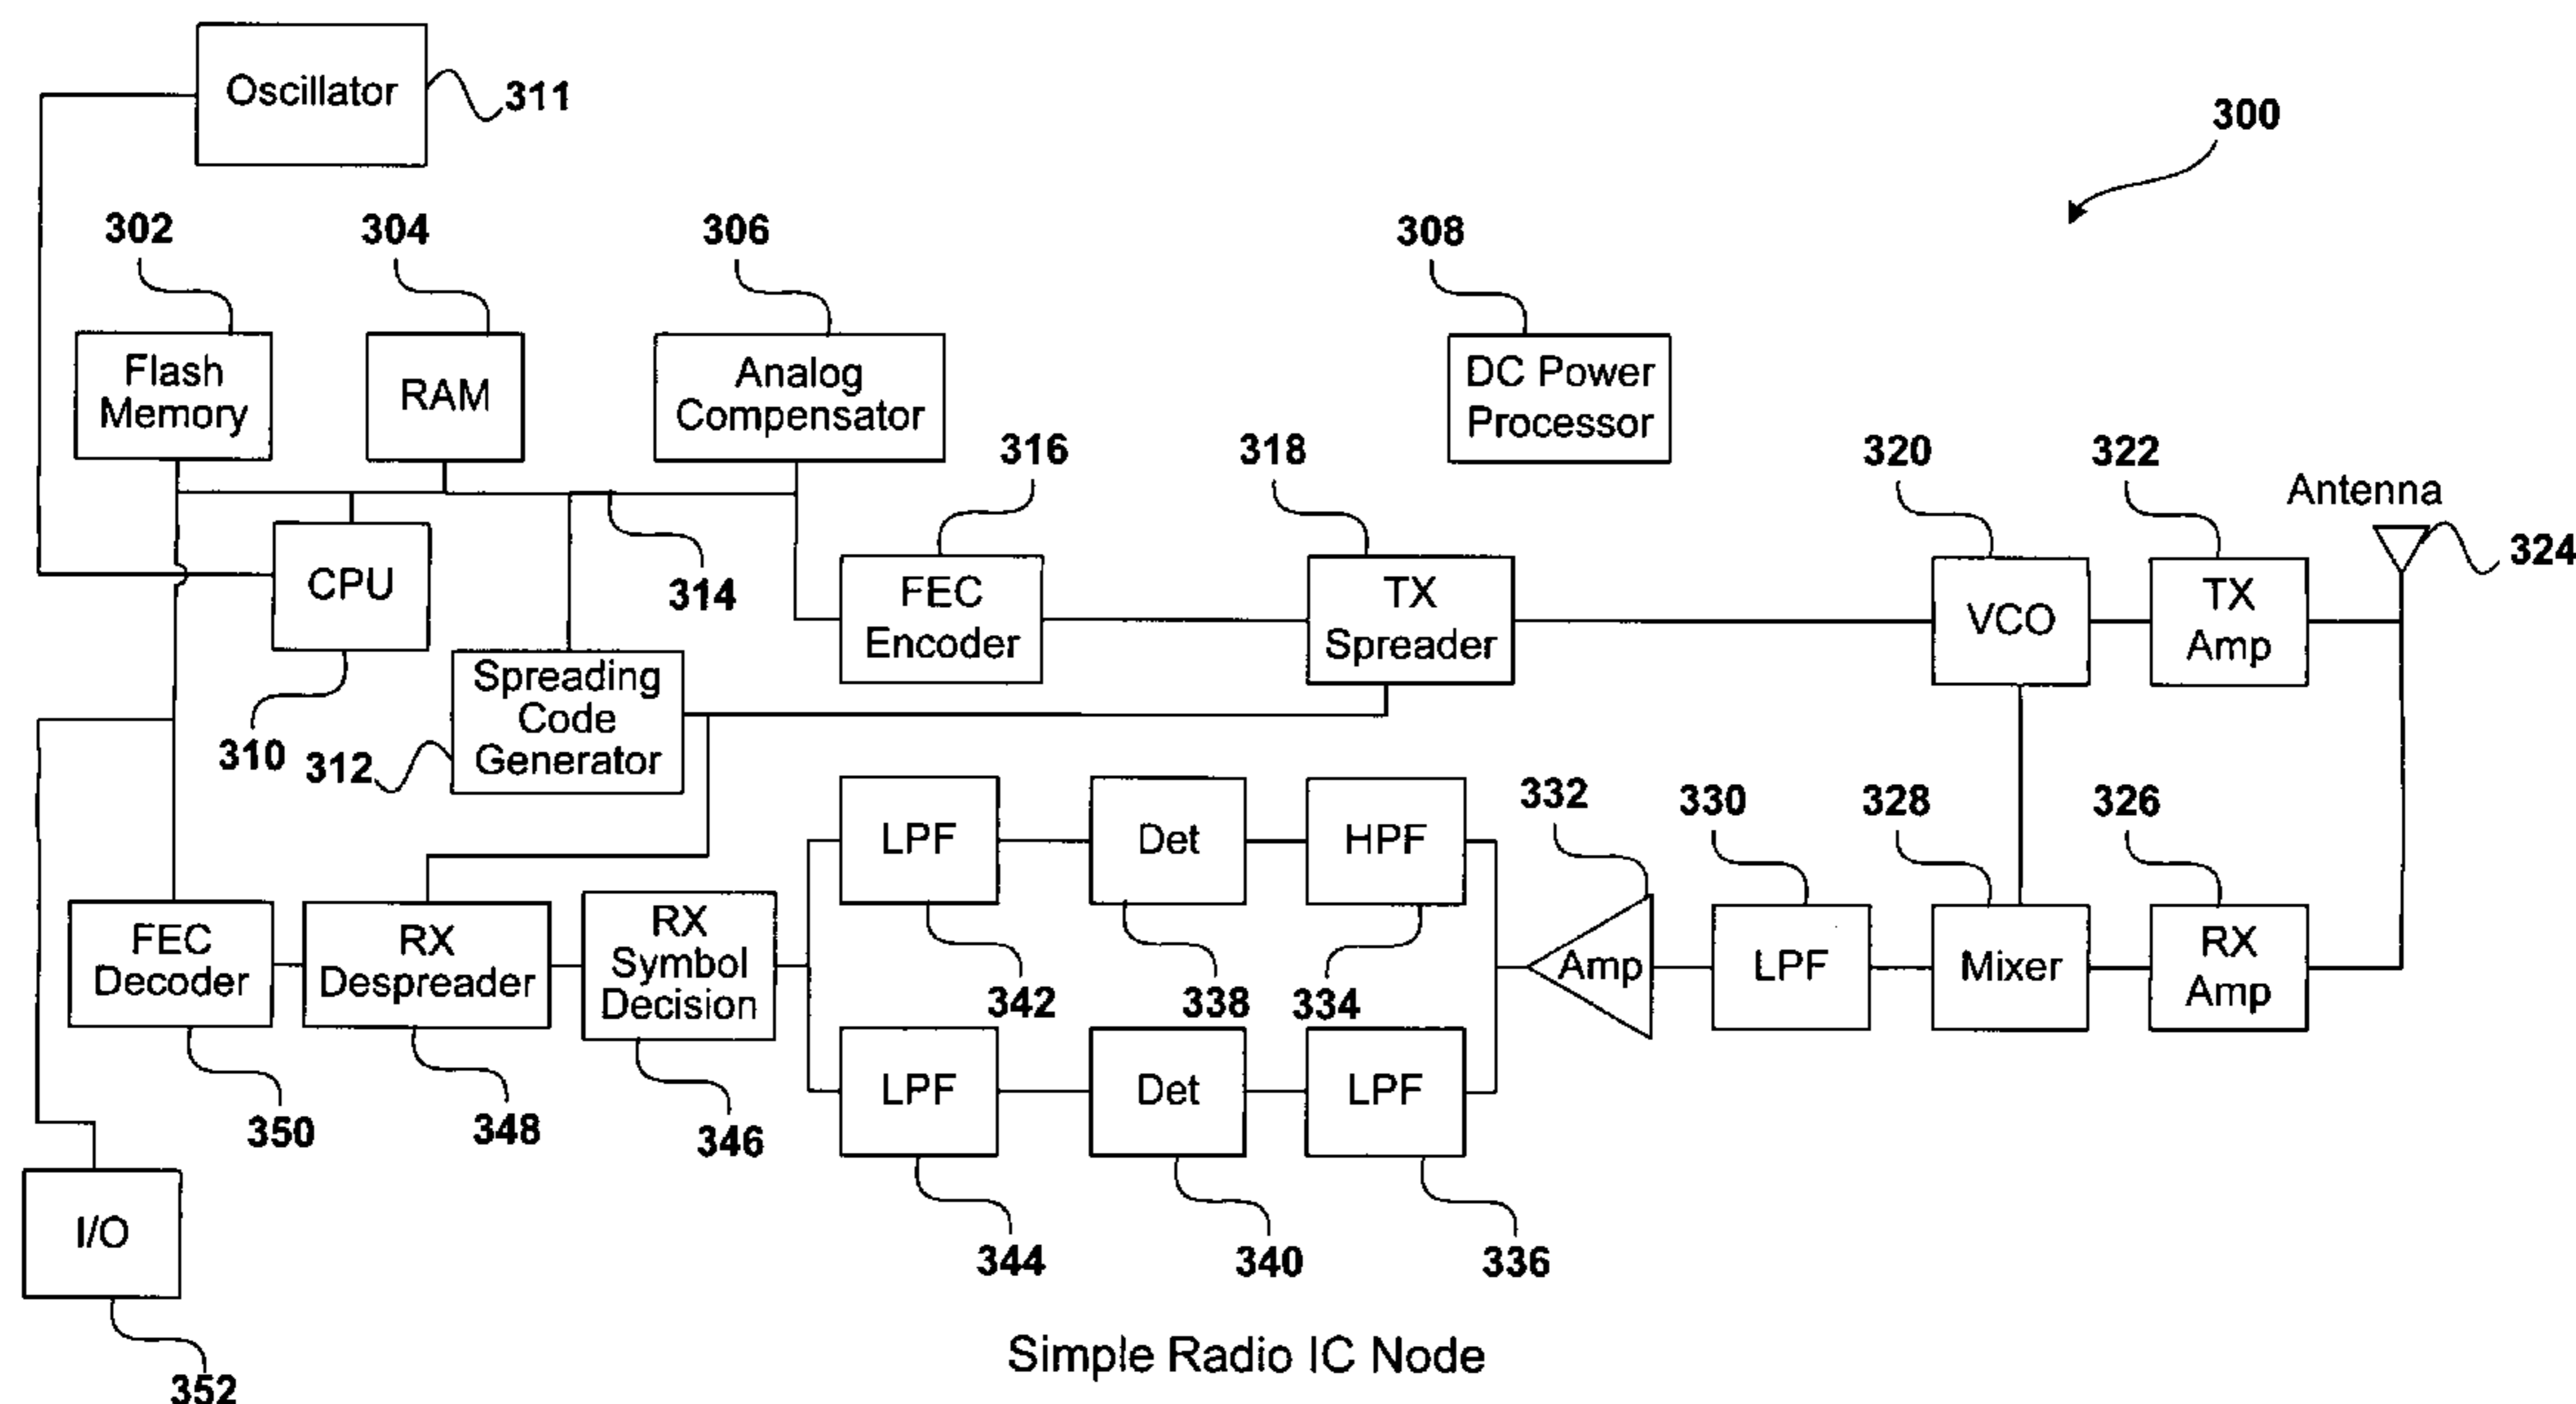 Oscillator
311
300
302
304
306
308
Flash
Memory
RAM
Analog
Compensator
DC Power
Processor
316
318
320
322
Antenna
324
CPU
314
FEC
Encoder
TX
Spreader
VCO
TX
Amp
310
312
Spreading
Code
Generator
332
330
328
326
LPF
Det
HPF
FEC
Decoder
RX
Despreader
RX
Symbol
Decision
Amp
LPF
Mixer
RX
Amp
342
338
334
LPF
Det
LPF
350
348
346
344
340
336
I/O
352
Simple Radio IC Node